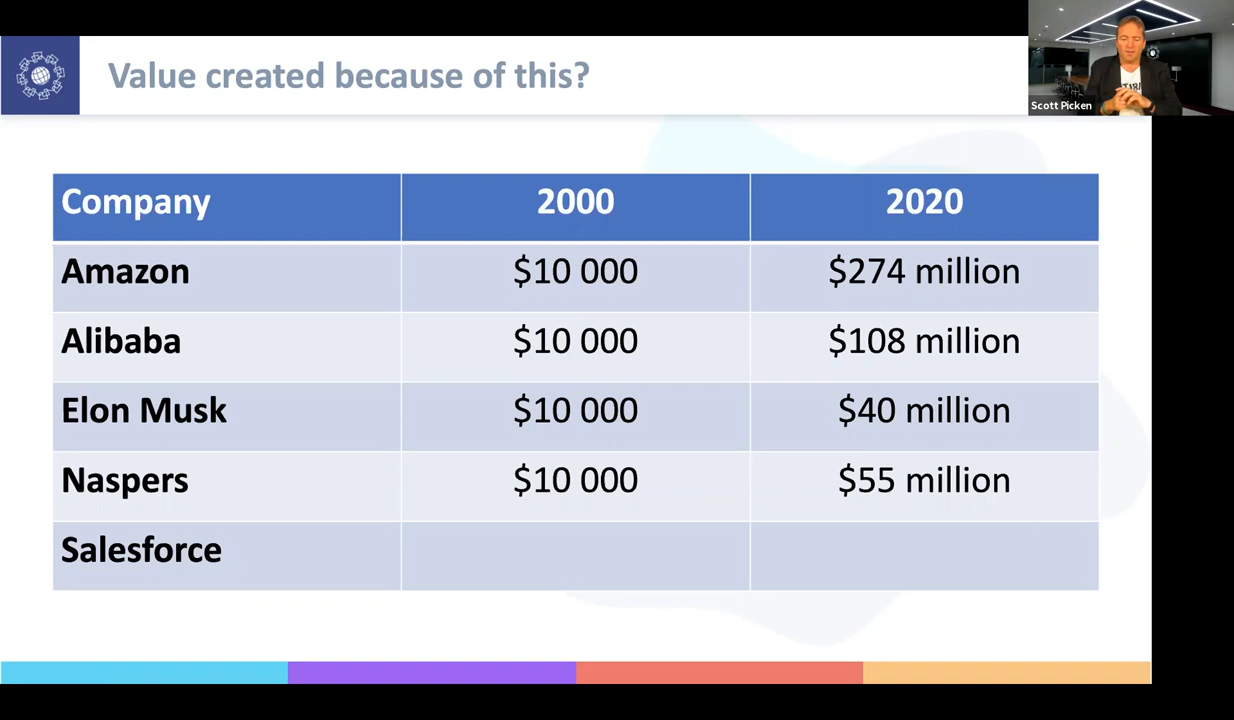 Value created because of this?
Scott Picken
Company 2000 2020
Amazon $10 000 $274 million
Alibaba $10 000 $108 million
Elon Musk $10 000 $40 million
Naspers $10 000 $55 million
Salesforce